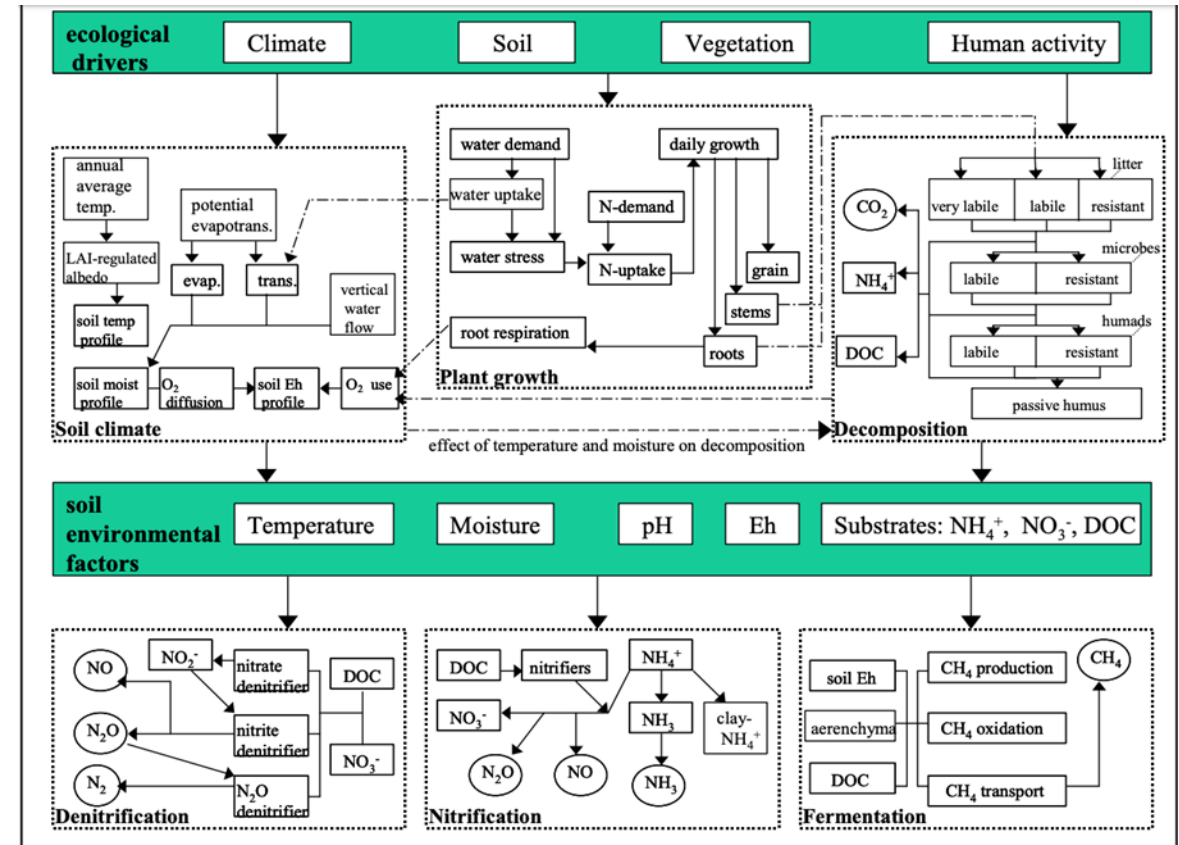 ecological
drivers
Climate
Soil
Vegetation
Human activity
annual
average
temp.
potential
evapotrans.
LAI-regulated
albedo
evap.
trans.
vertical
water
flow
soil temp
profile
soil moist
profile
O₂
diffusion
soil Eh
profile
O₂ use
Soil climate
water demand
daily growth
water uptake
N-demand
water stress
N-uptake
grain
stems
root respiration
roots
Plant growth
litter
CO₂
very labile
labile
resistant
microbes
NH₄⁺
labile
resistant
humads
DOC
labile
resistant
passive humus
Decomposition
effect of temperature and moisture on decomposition
soil
environmental
factors
Temperature
Moisture
pH
Eh
Substrates: NH₄⁺, NO₃⁻, DOC
NO
NO₂⁻
nitrate
denitrifier
DOC
N₂O
nitrite
denitrifier
NO₃⁻
N₂
N₂O
denitrifier
Denitrification
DOC
nitrifiers
NH₄⁺
NO₃⁻
NH₃
clay-
NH₄⁺
N₂O
NO
NH₃
Nitrification
soil Eh
CH₄ production
CH₄
aerenchyma
CH₄ oxidation
DOC
CH₄ transport
Fermentation